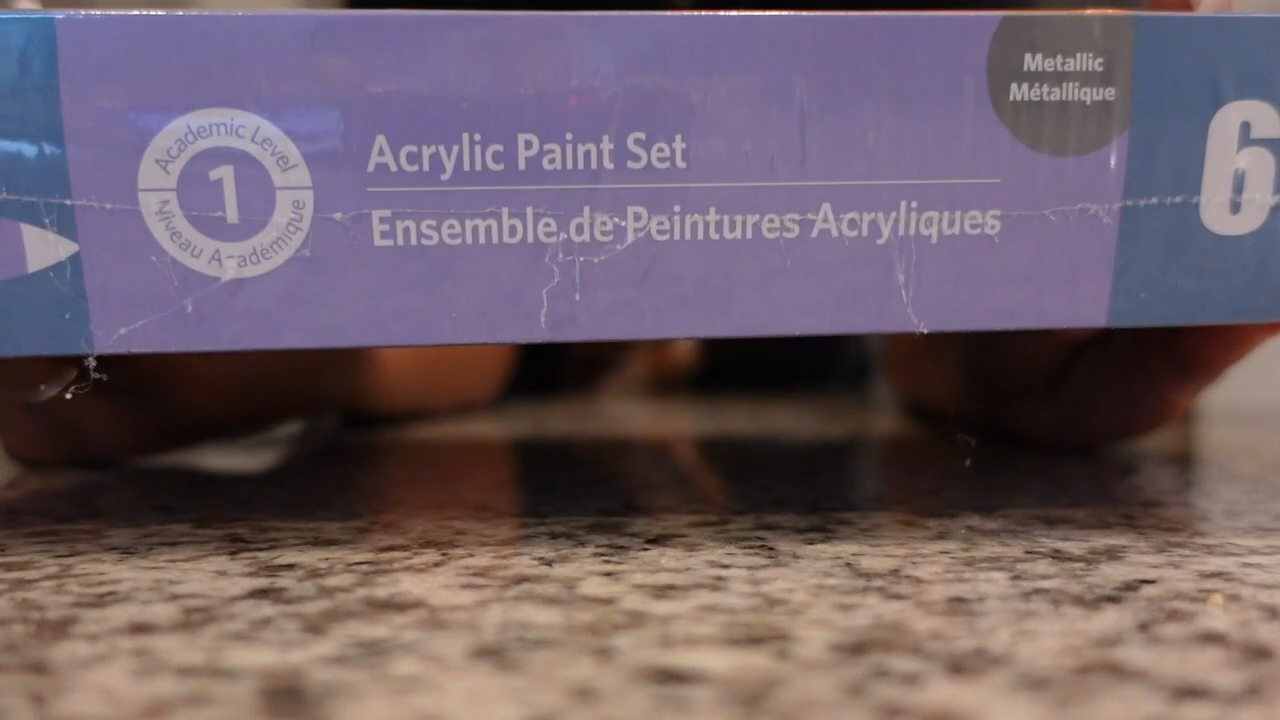 Academic Level
1
Niveau Académique
Acrylic Paint Set
Ensemble de Peintures Acryliques
Metallic
Métallique
6